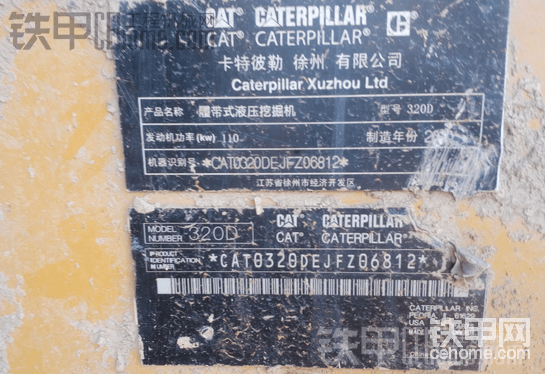 铁甲
cehome.com
CAT CATERPILLAR
CAT® CATERPILLAR®
卡特彼勒 徐州 有限公司
Caterpillar Xuzhou Ltd
产品名称 履带式液压挖掘机 型号 320D
发动机功率(kw) 110 制造年份
机器识别号 *CAT0320DEJFZ06812*
江苏省徐州市经济开发区
CAT CATERPILLAR
MODEL NUMBER 320D CAT® CATERPILLAR®
PRODUCT IDENTIFICATION NUMBER *CAT0320DEJFZ06812*
CATERPILLAR INC.
PEORIA, IL 61629
USA
铁甲网
cehome.com